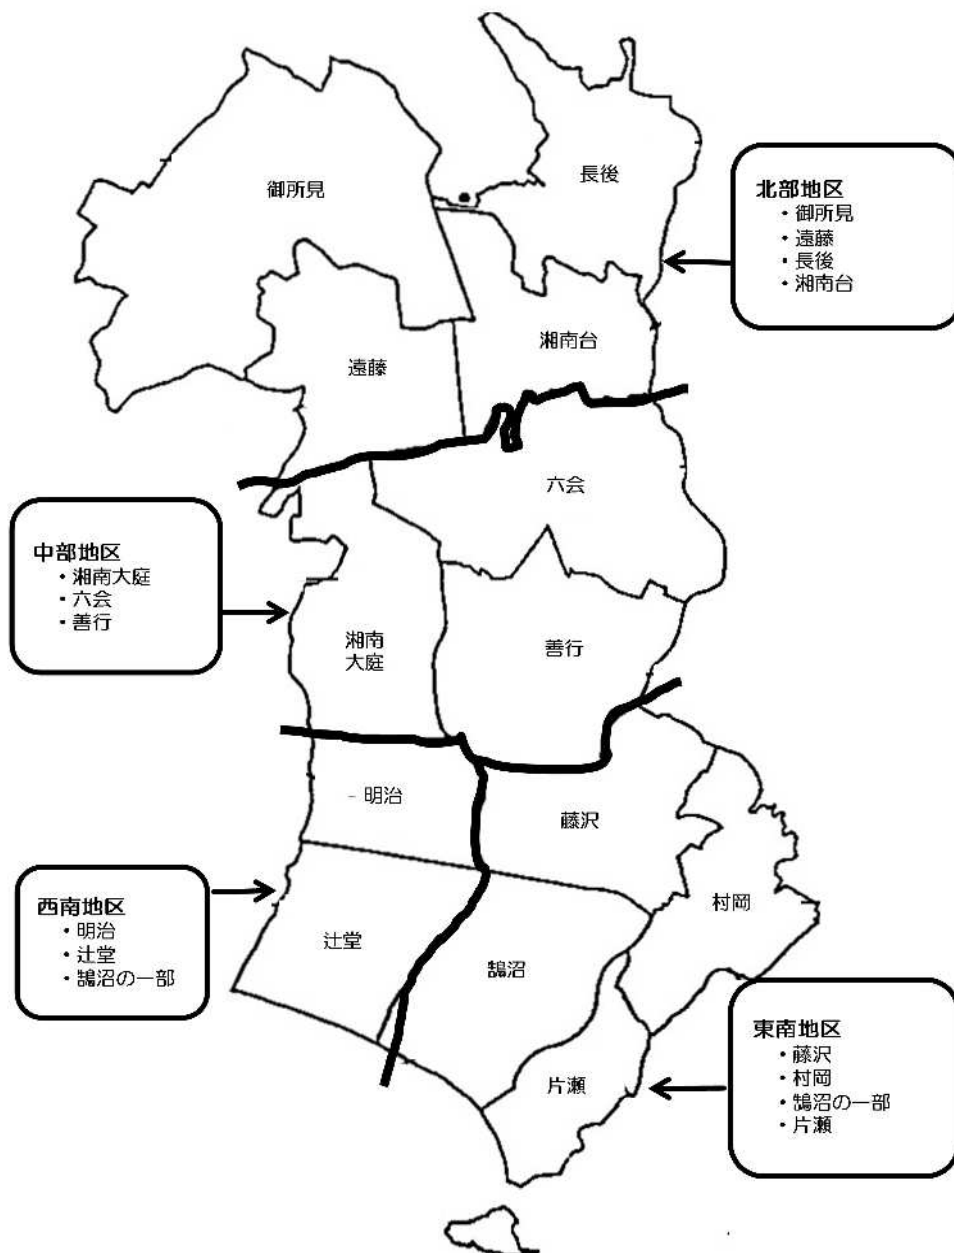 長後
御所見
北部地区
・御所見
・遠藤
・長後
・湘南台
湘南台
遠藤
六会
中部地区
・湘南大庭
・六会
・善行
湘南
大庭
善行
明治
藤沢
西南地区
・明治
・辻堂
・鵠沼の一部
村岡
辻堂
鵠沼
東南地区
・藤沢
・村岡
・鵠沼の一部
・片瀬
片瀬